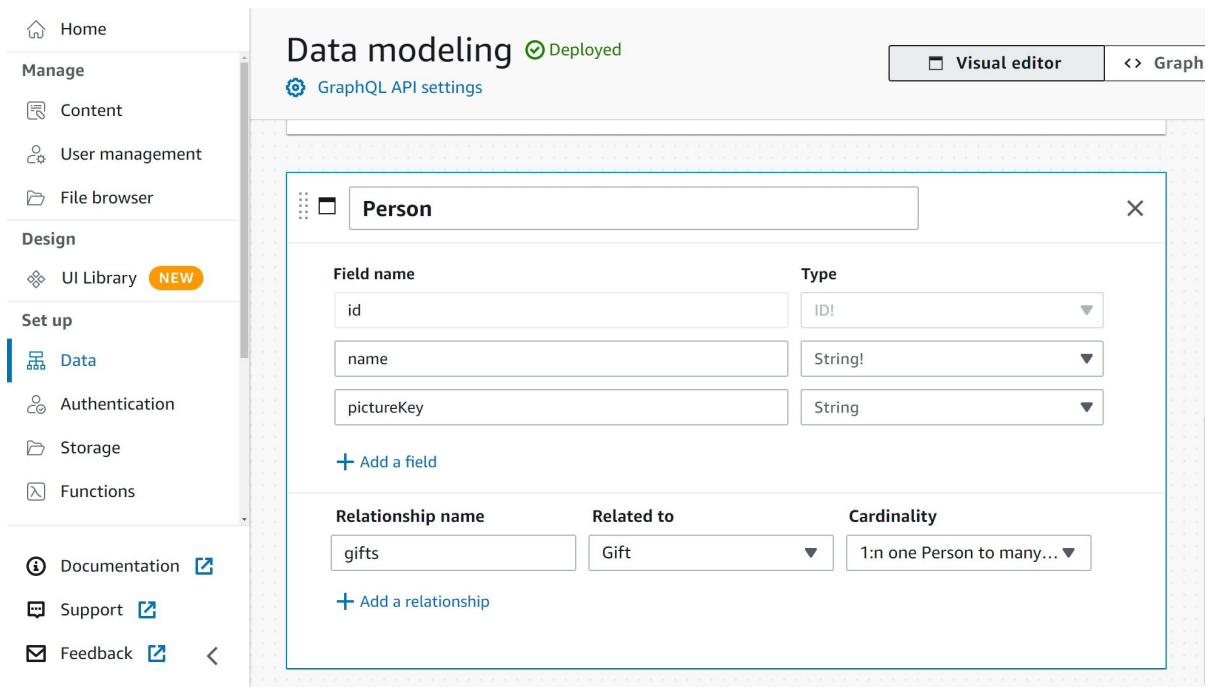 Home
Manage
Content
User management
File browser
Design
UI Library NEW
Set up
Data
Authentication
Storage
Functions
Documentation
Support
Feedback
Data modeling Deployed
GraphQL API settings
Visual editor
<> Graph
Person
Field name Type
id ID!
name String!
pictureKey String
+ Add a field
Relationship name Related to Cardinality
gifts Gift 1:n one Person to many...
+ Add a relationship